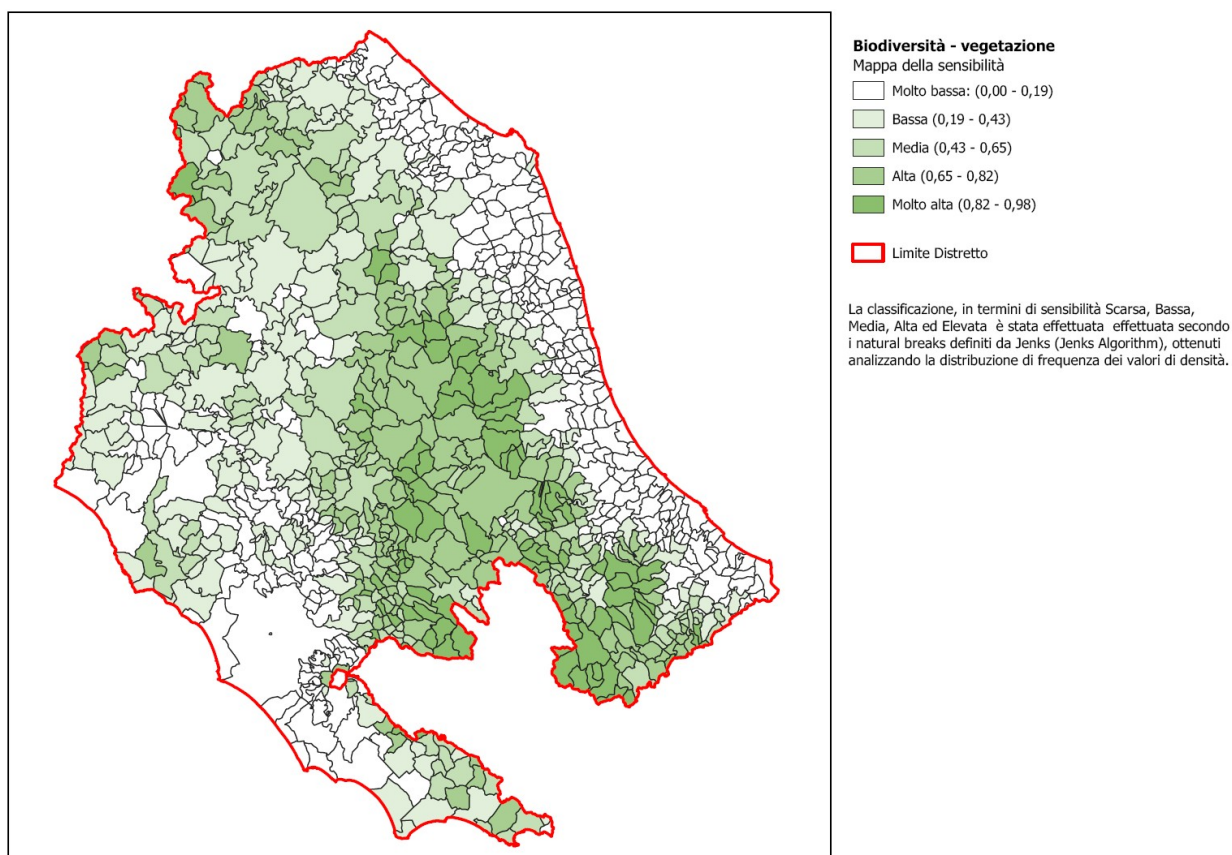 Biodiversità - vegetazione
Mappa della sensibilità
Molto bassa: (0,00 - 0,19)
Bassa (0,19 - 0,43)
Media (0,43 - 0,65)
Alta (0,65 - 0,82)
Molto alta (0,82 - 0,98)
Limite Distretto
La classificazione, in termini di sensibilità Scarsa, Bassa,
Media, Alta ed Elevata è stata effettuata effettuata secondo
i natural breaks definiti da Jenks (Jenks Algorithm), ottenuti
analizzando la distribuzione di frequenza dei valori di densità.